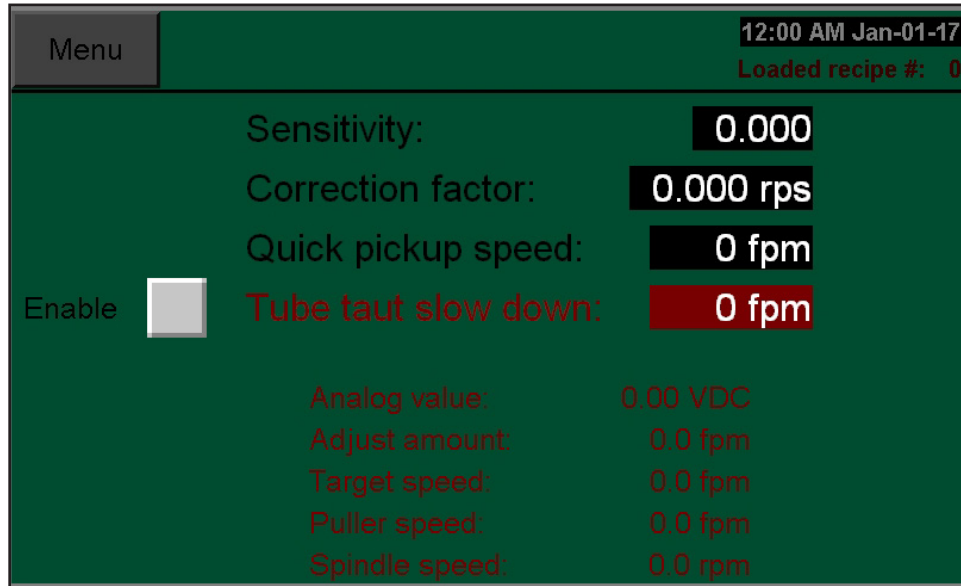 Menu
12:00 AM Jan-01-17
Loaded recipe #: 0
Sensitivity: 0.000
Correction factor: 0.000 rps
Quick pickup speed: 0 fpm
Enable
Tube taut slow down: 0 fpm
Analog value: 0.00 VDC
Adjust amount: 0.0 fpm
Target speed: 0.0 fpm
Puller speed: 0.0 fpm
Spindle speed: 0.0 rpm